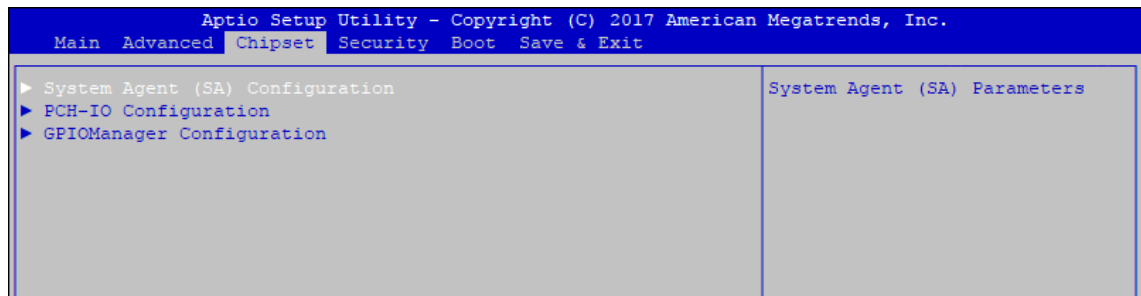 Aptio Setup Utility - Copyright (C) 2017 American Megatrends, Inc.
Main Advanced Chipset Security Boot Save & Exit
► System Agent (SA) Configuration
► PCH-IO Configuration
► GPIOManager Configuration
System Agent (SA) Parameters